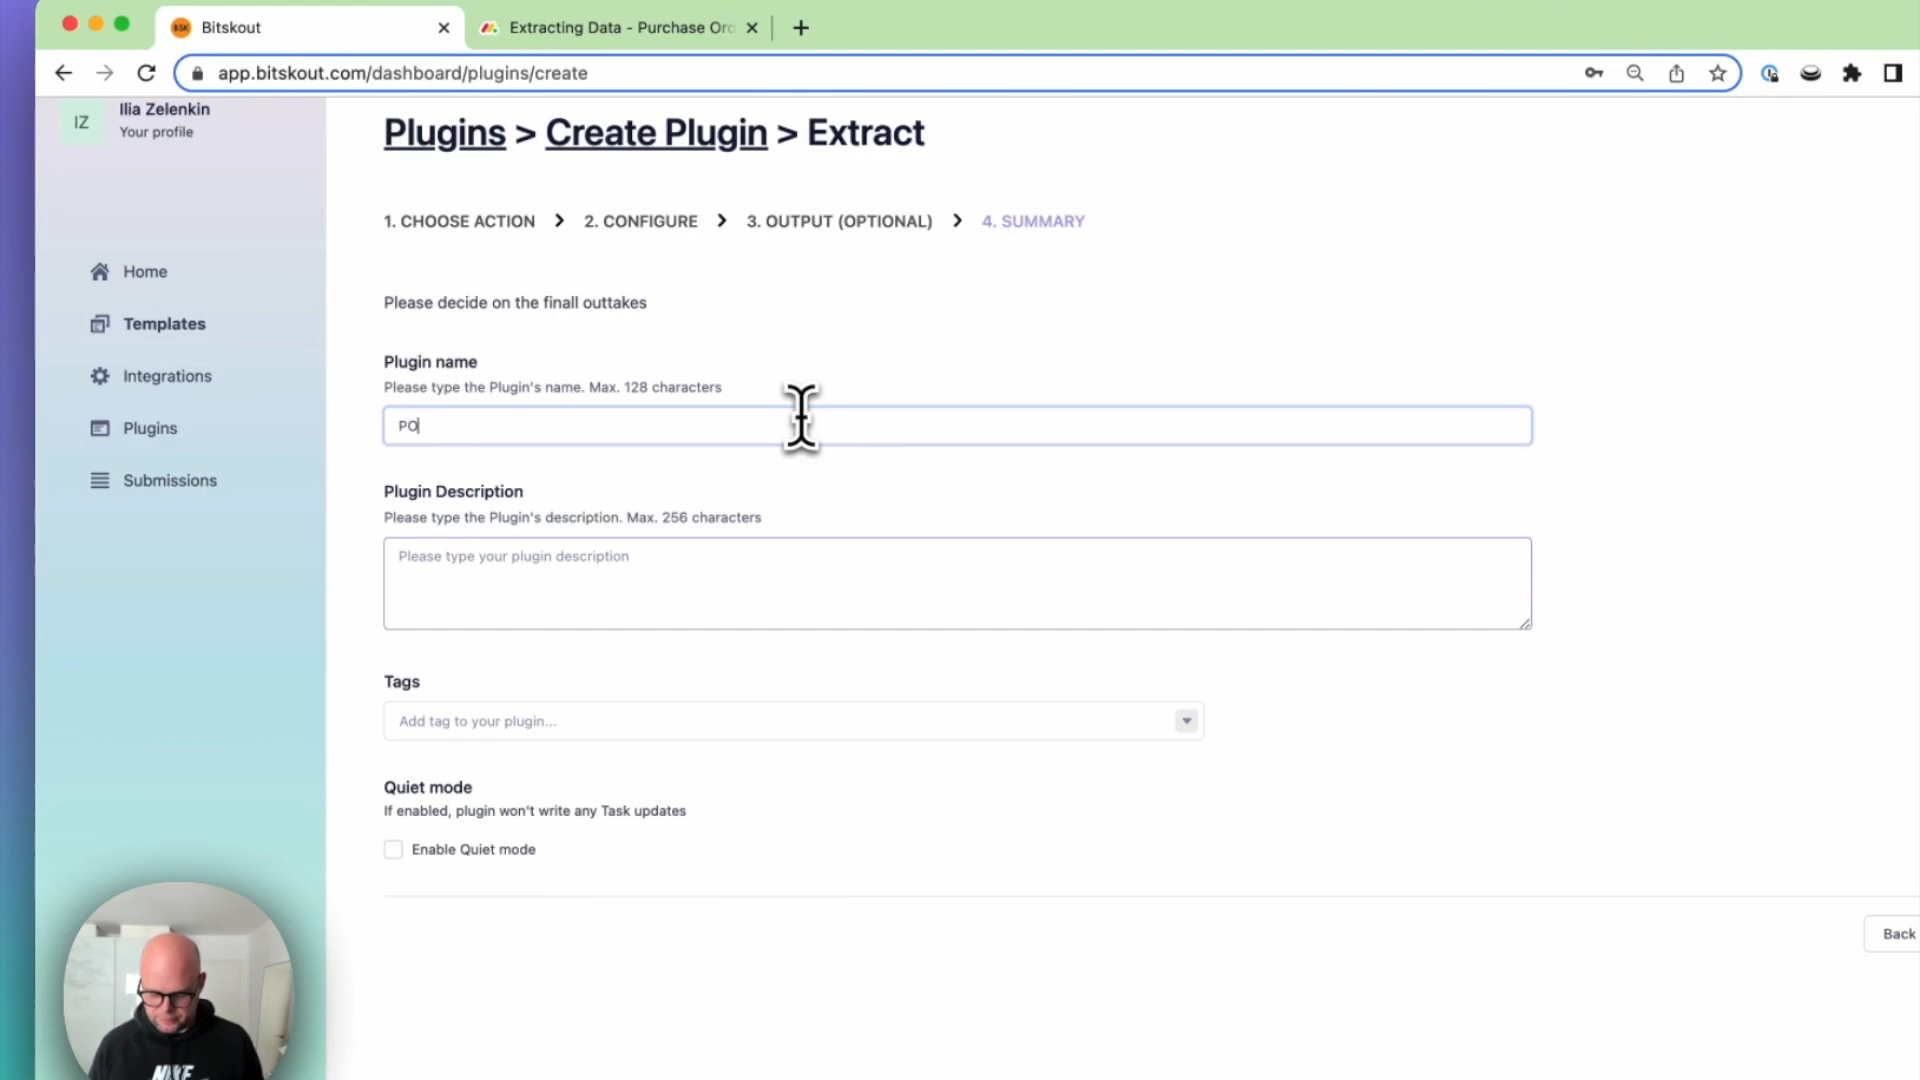 BSK Bitskout
Extracting Data - Purchase Orc
app.bitskout.com/dashboard/plugins/create
IZ
Ilia Zelenkin
Your profile
Plugins > Create Plugin > Extract
1. CHOOSE ACTION
2. CONFIGURE
3. OUTPUT (OPTIONAL)
4. SUMMARY
Home
Templates
Integrations
Plugins
Submissions
Please decide on the finall outtakes
Plugin name
Please type the Plugin's name. Max. 128 characters
PO
Plugin Description
Please type the Plugin's description. Max. 256 characters
Please type your plugin description
Tags
Add tag to your plugin...
Quiet mode
If enabled, plugin won't write any Task updates
Enable Quiet mode
Back
NIKE